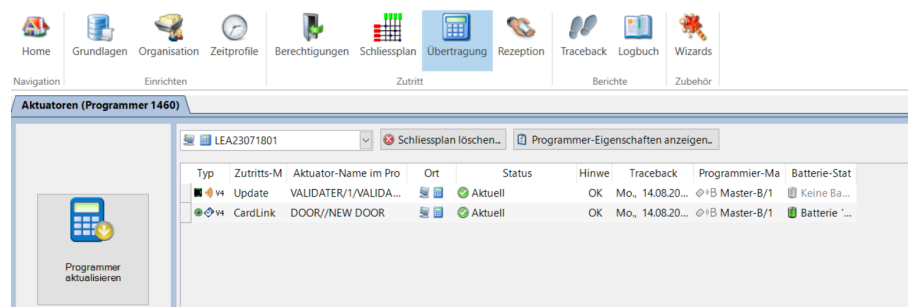 Home Grundlagen Organisation Zeitprofile Berechtigungen Schliessplan Übertragung Rezeption Traceback Logbuch Wizards
Navigation Einrichten Zutritt Berichte Zubehör
Aktuatoren (Programmer 1460)
LEA23071801 Schliessplan löschen... Programmer-Eigenschaften anzeigen...
Typ Zutritts-M Aktuator-Name im Pro Ort Status Hinwe Traceback Programmier-Ma Batterie-Stat
V4 Update VALIDATER/1/VALIDA... Aktuell OK Mo., 14.08.20... B Master-B/1 Keine Ba...
V4 CardLink DOOR//NEW DOOR Aktuell OK Mo., 14.08.20... B Master-B/1 Batterie '...
Programmer
aktualisieren